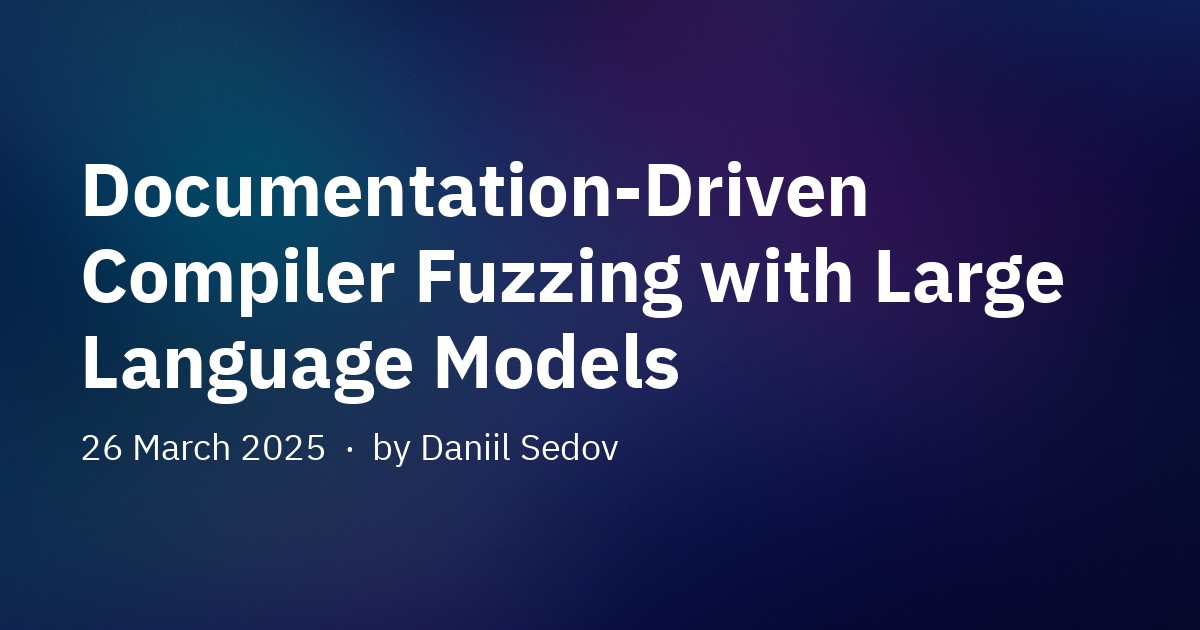 Documentation-Driven
Compiler Fuzzing with Large
Language Models
26 March 2025 · by Daniil Sedov